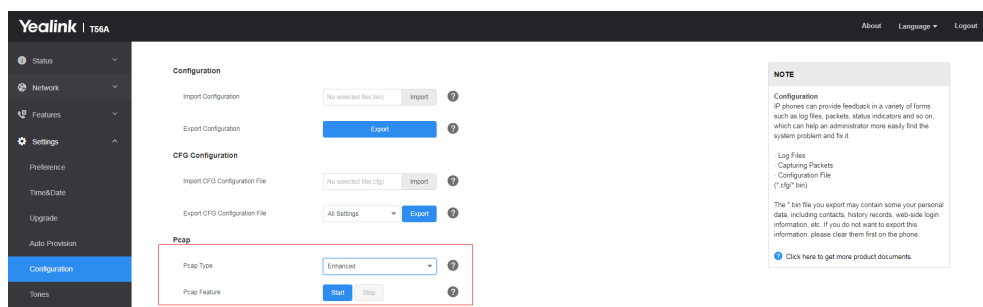 Yealink | T56A
About Language Logout
Status
Network
Features
Settings
Preference
Time&Date
Upgrade
Auto Provision
Configuration
Tones
Configuration
Import Configuration No selected file(.bin) Import ?
Export Configuration Export ?
CFG Configuration
Import CFG Configuration File No selected file(.cfg) Import ?
Export CFG Configuration File All Settings Export ?
Pcap
Pcap Type Enhanced ?
Pcap Feature Start Stop ?
NOTE
Configuration
IP phones can provide feedback in a variety of forms
such as log files, packets, status indicators and so on,
which can help an administrator more easily find the
system problem and fix it.
· Log Files
· Capturing Packets
· Configuration File
(*.cfg/*.bin)
The *.bin file you export may contain some your personal
data, including contacts, history records, web-side login
information, etc. If you do not want to export this
information, please clear them first on the phone.
? Click here to get more product documents.